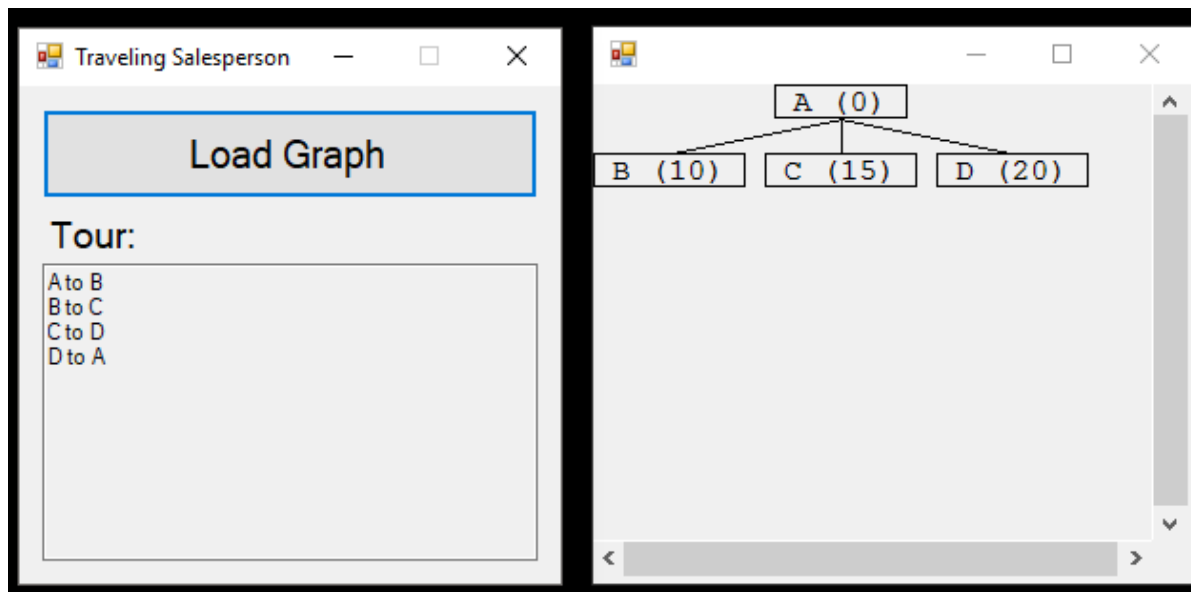 Traveling Salesperson
Load Graph
Tour:
A to B
B to C
C to D
D to A
A (0)
B (10) C (15) D (20)